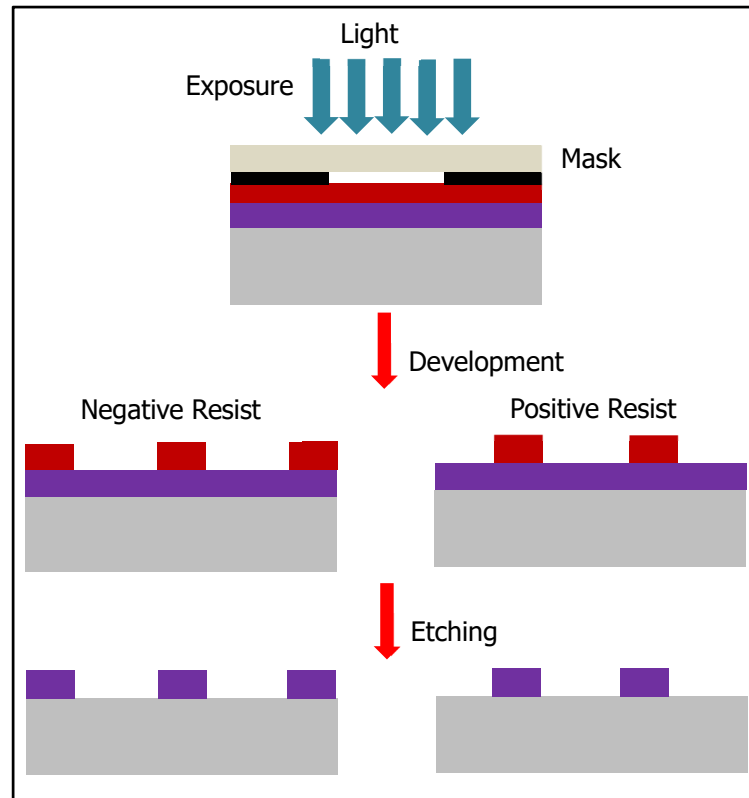 Light
Exposure
Mask
Development
Negative Resist
Positive Resist
Etching